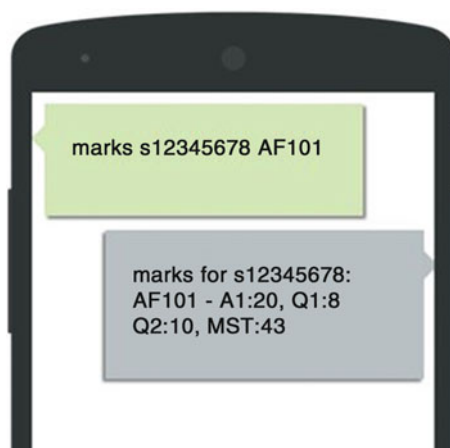 marks s12345678 AF101
marks for s12345678:
AF101 - A1:20, Q1:8
Q2:10, MST:43